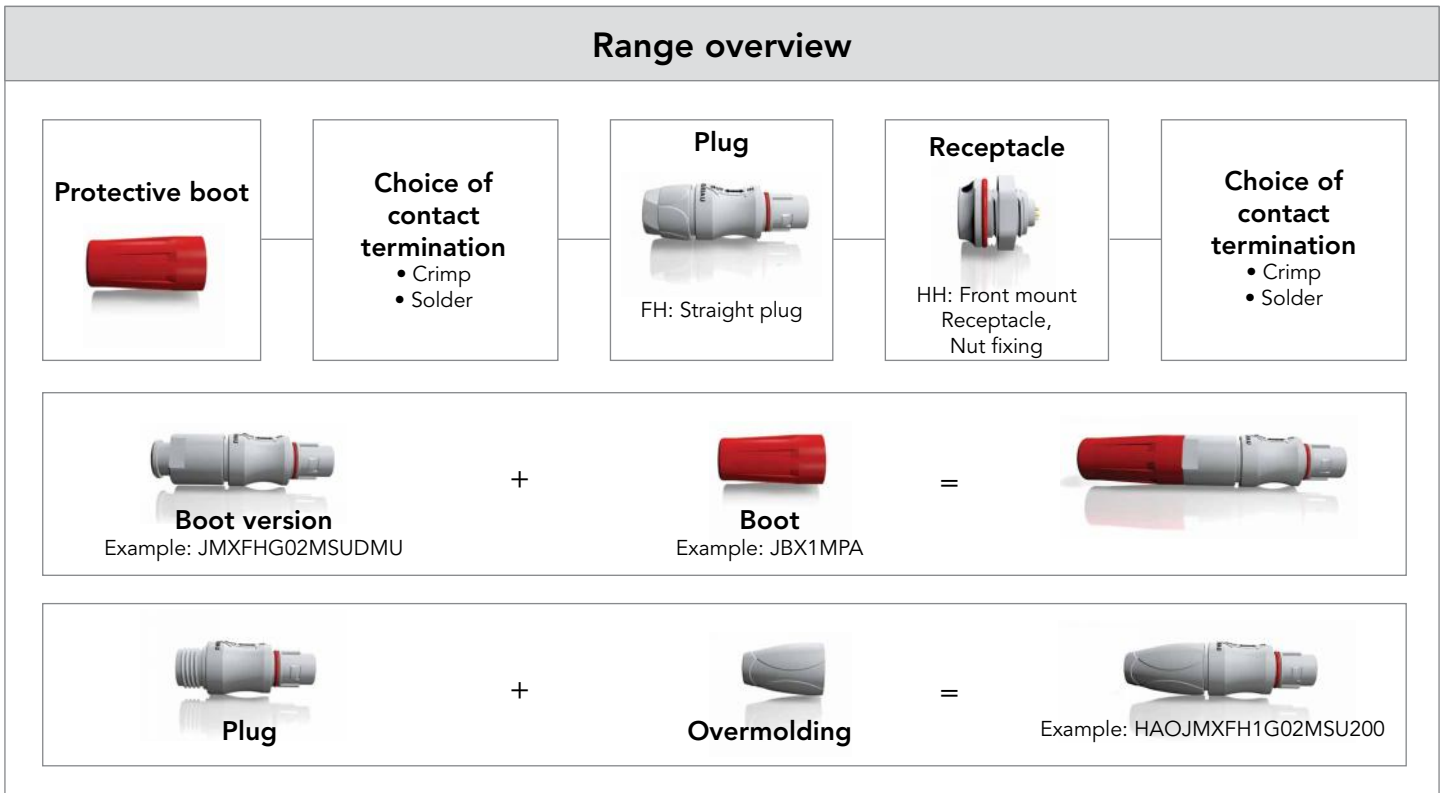 Range overview
Protective boot
Choice of
contact
termination
• Crimp
• Solder
Plug
FH: Straight plug
Receptacle
HH: Front mount
Receptacle,
Nut fixing
Choice of
contact
termination
• Crimp
• Solder
+
=
Boot version
Example: JMXFHG02MSUDMU
Boot
Example: JBX1MPA
+
=
Plug
Overmolding
Example: HAOJMXFH1G02MSU200